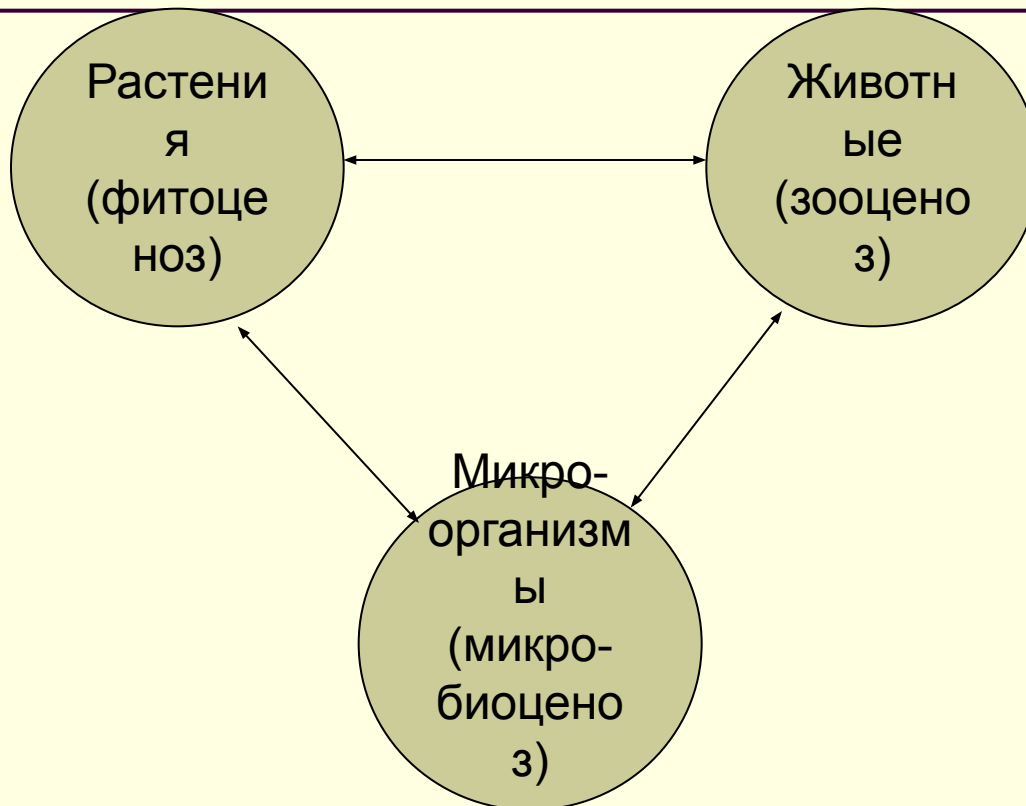 Растени
я
(фитоце
ноз)
Животн
ые
(зооцено
з)
Микро-
организм
ы
(микро-
биоцено
з)